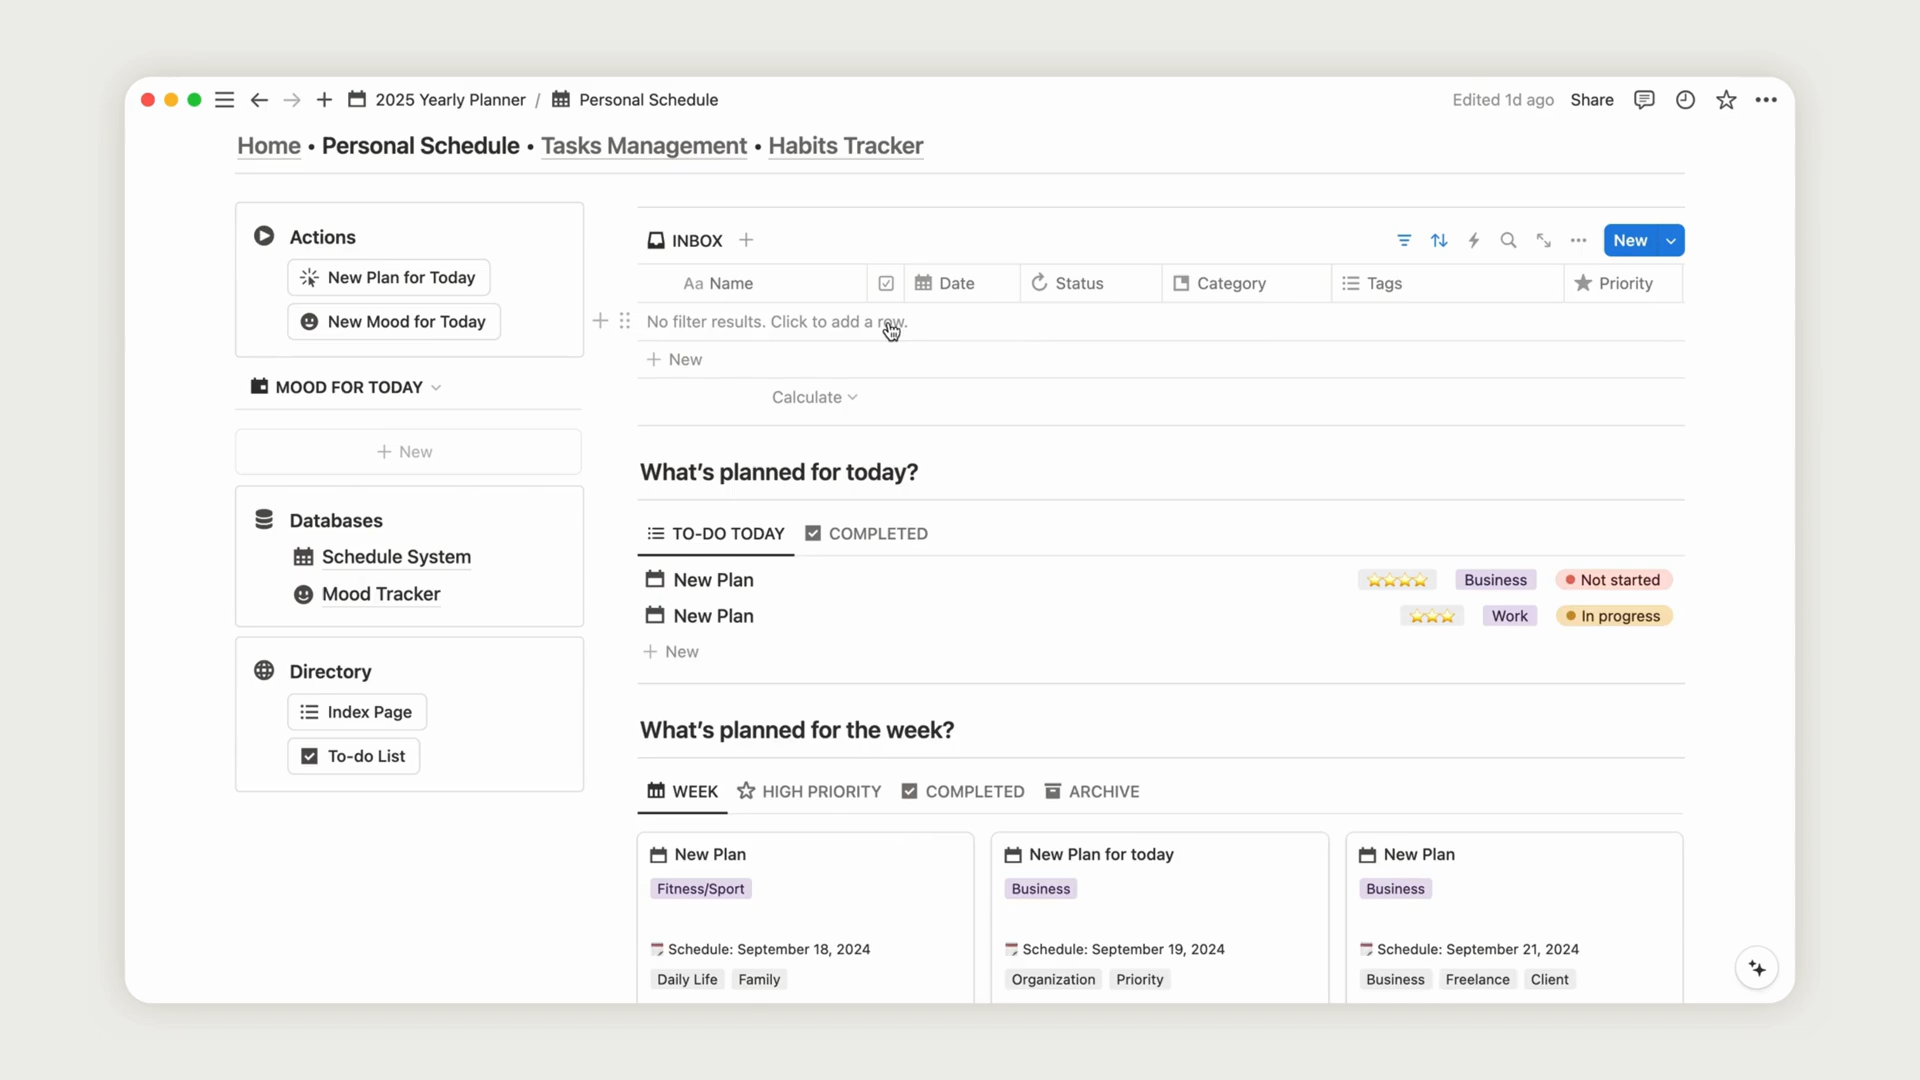 2025 Yearly Planner / Personal Schedule
Edited 1d ago Share
Home • Personal Schedule • Tasks Management • Habits Tracker
Actions
New Plan for Today
New Mood for Today
MOOD FOR TODAY
New
Databases
Schedule System
Mood Tracker
Directory
Index Page
To-do List
INBOX
New
Aa Name Date Status Category Tags Priority
No filter results. Click to add a row.
New
Calculate
What's planned for today?
TO-DO TODAY COMPLETED
New Plan Business Not started
New Plan Work In progress
New
What's planned for the week?
WEEK HIGH PRIORITY COMPLETED ARCHIVE
New Plan
Fitness/Sport
Schedule: September 18, 2024
Daily Life Family
New Plan for today
Business
Schedule: September 19, 2024
Organization Priority
New Plan
Business
Schedule: September 21, 2024
Business Freelance Client